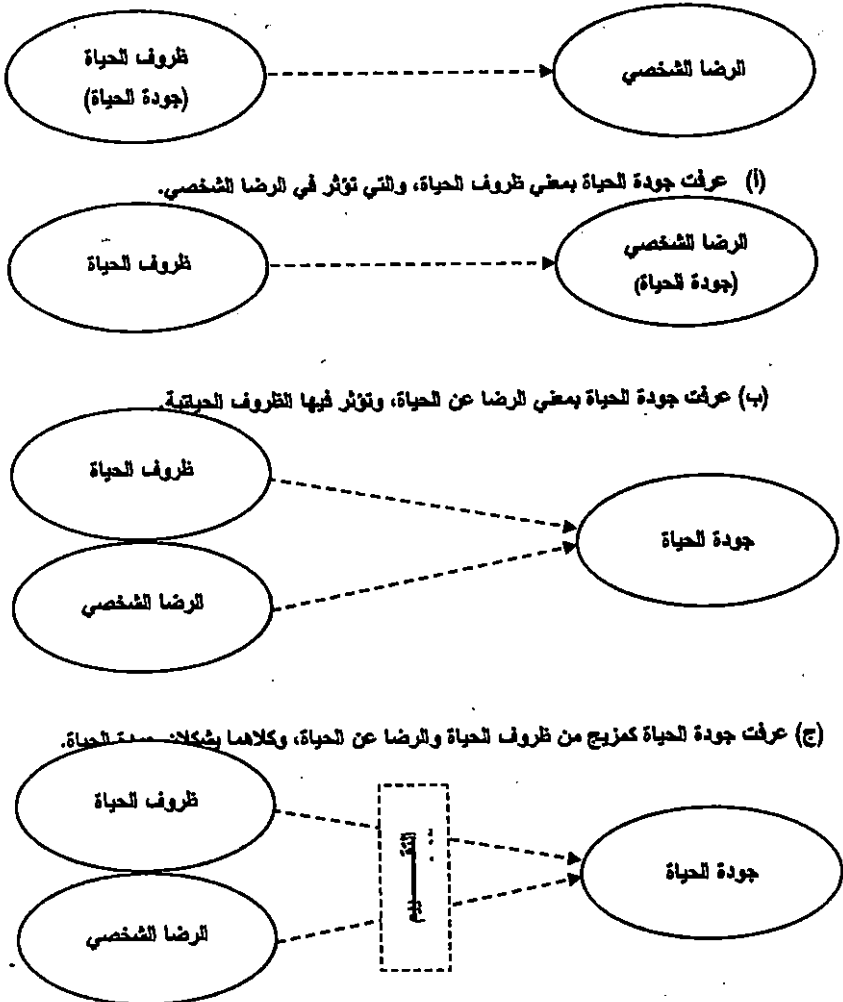 ظروف الحياة
(جودة الحياة)
الرضا الشخصي
(أ) عرفت جودة الحياة بمعني ظروف الحياة، والتي تؤثر في الرضا الشخصي.
ظروف الحياة
الرضا الشخصي
(جودة الحياة)
(ب) عرفت جودة الحياة بمعني الرضا عن الحياة، وتؤثر فيها الظروف الحياتية.
ظروف الحياة
الرضا الشخصي
جودة الحياة
(ج) عرفت جودة الحياة كمزيج من ظروف الحياة والرضا عن الحياة، وكلاهما يشكلان جودة الحياة.
ظروف الحياة
الرضا الشخصي
جودة الحياة